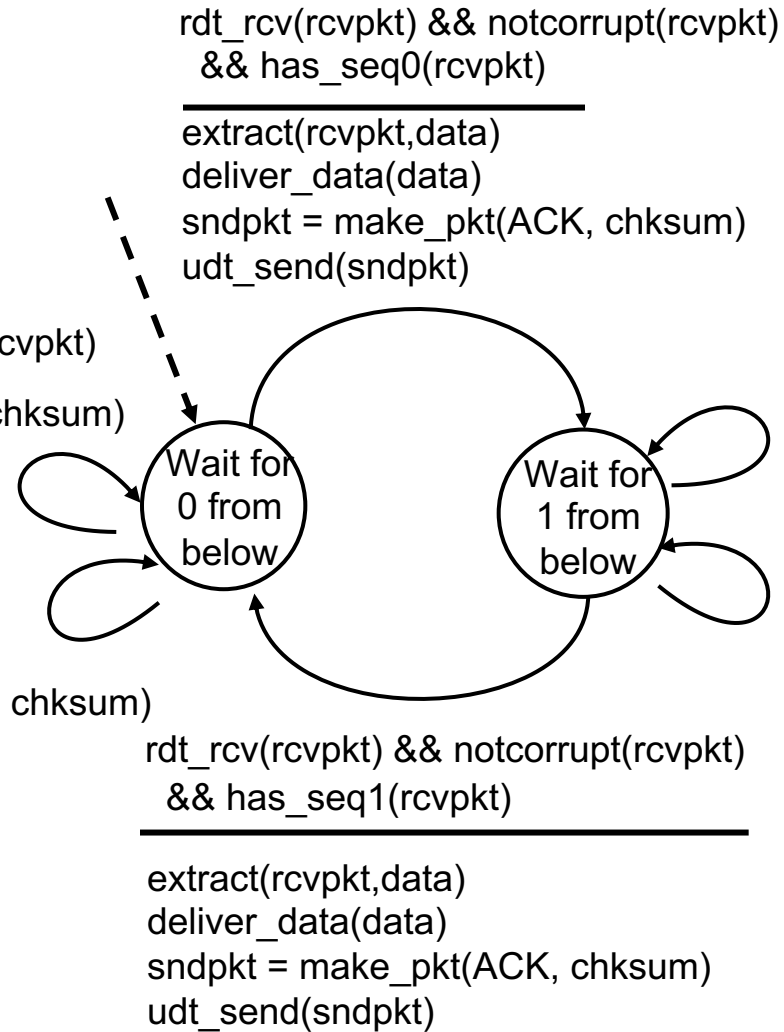 rdt_rcv(rcvpkt) && notcorrupt(rcvpkt)
&& has_seq0(rcvpkt)
extract(rcvpkt,data)
deliver_data(data)
sndpkt = make_pkt(ACK, chksum)
udt_send(sndpkt)
cvpkt)
chksum)
Wait for
0 from
below
Wait for
1 from
below
chksum)
rdt_rcv(rcvpkt) && notcorrupt(rcvpkt)
&& has_seq1(rcvpkt)
extract(rcvpkt,data)
deliver_data(data)
sndpkt = make_pkt(ACK, chksum)
udt_send(sndpkt)